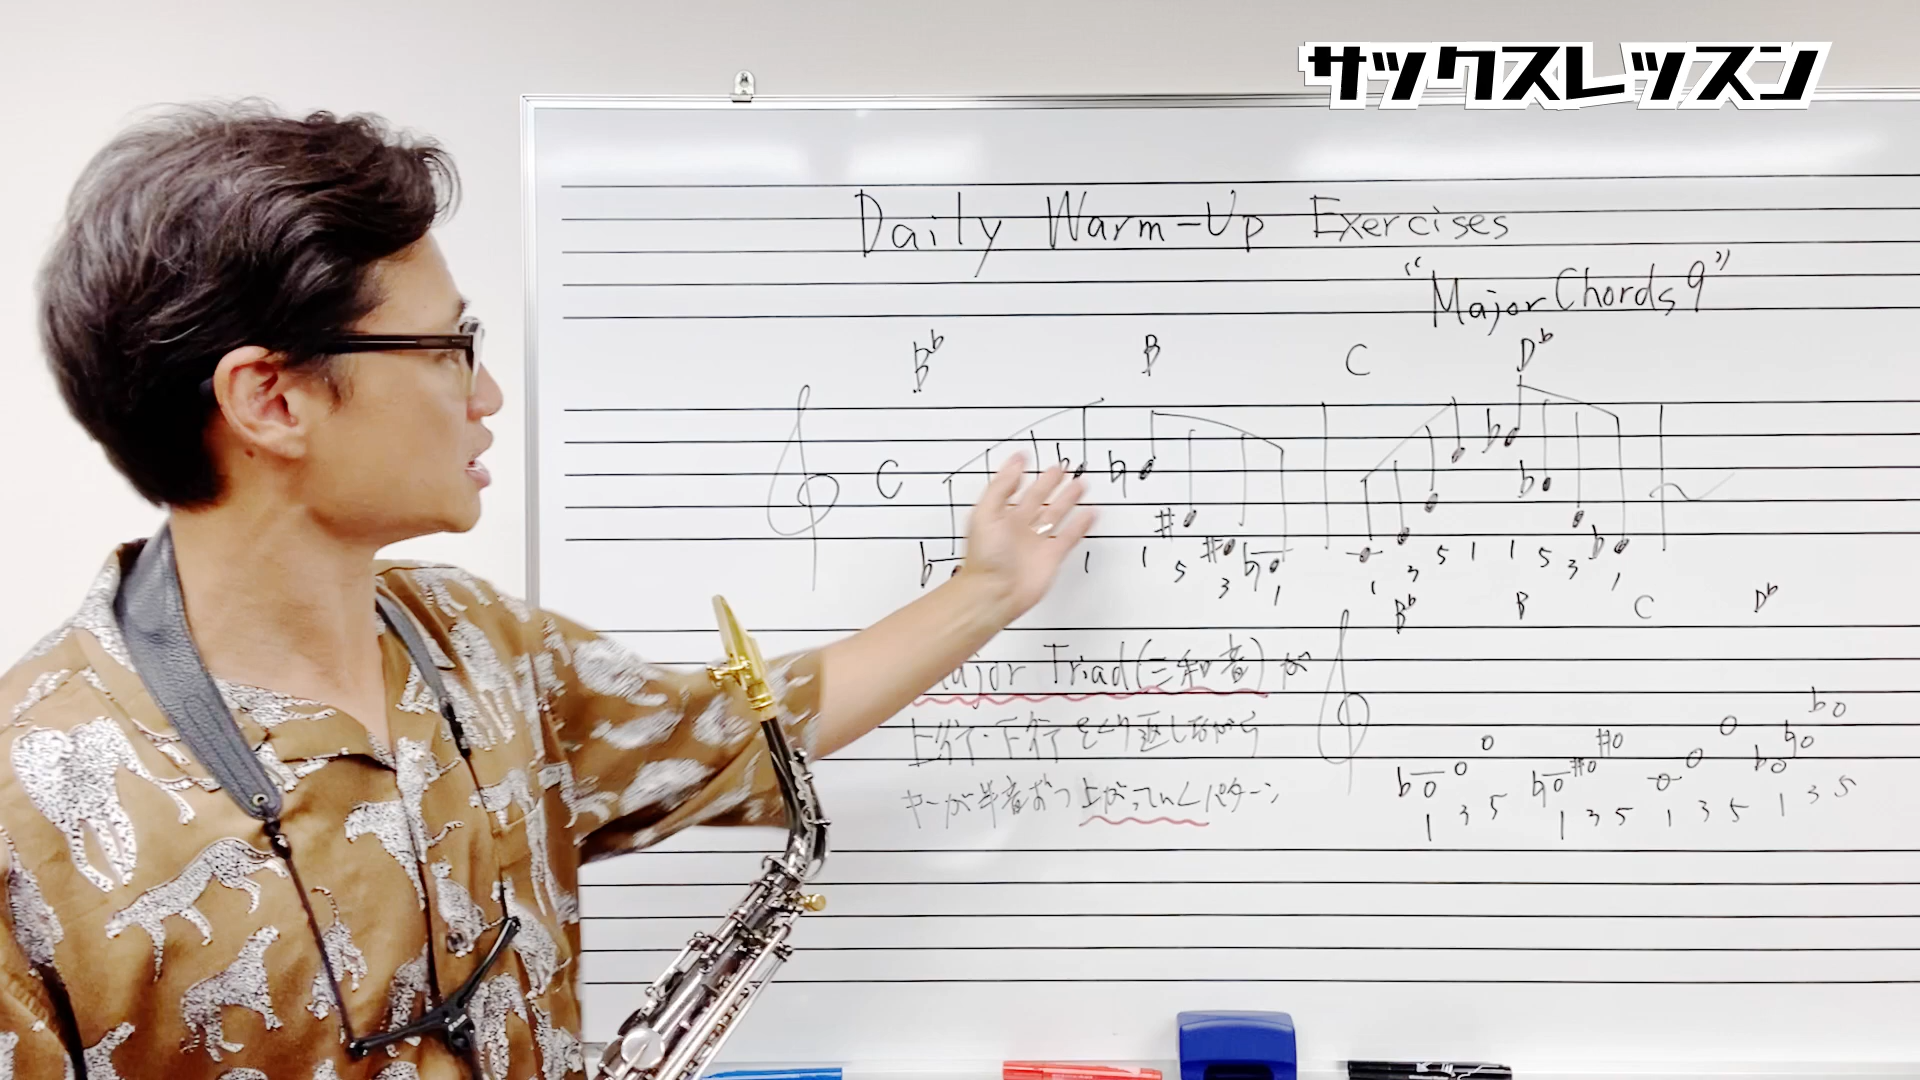 サックスレッスン
Daily Warm-Up Exercises
"Major Chords 9"
B♭ B C D♭
C
1 1 5 3 1 1 3 5 1 1 5 3 1
B♭ B C D♭
Major Triad(三和音)が
上行・下行をくり返しながら
キーが半音ずつ上がっていくパターン
1 3 5 1 3 5 1 3 5 1 3 5